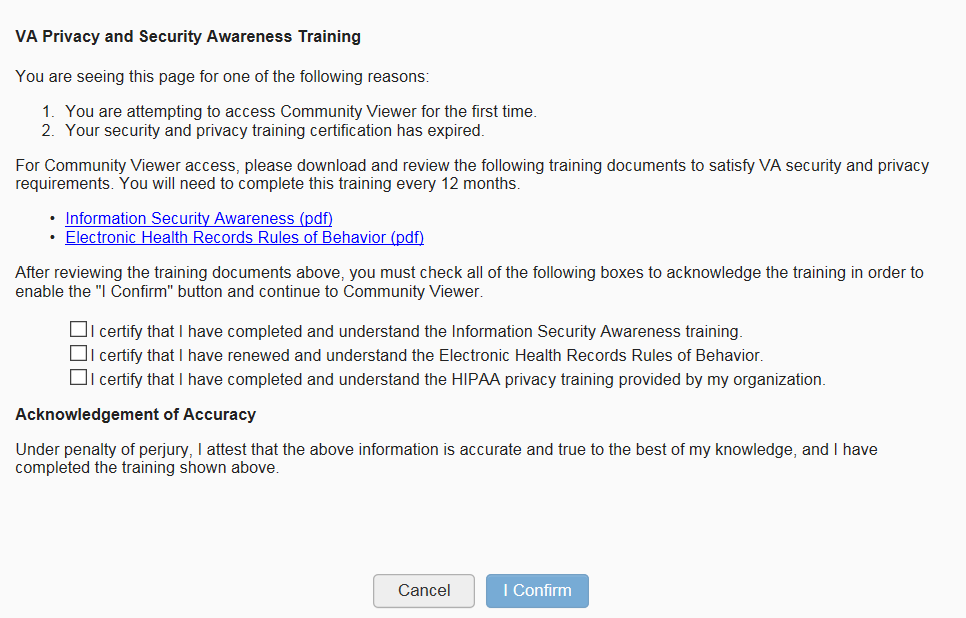 VA Privacy and Security Awareness Training
You are seeing this page for one of the following reasons:
1. You are attempting to access Community Viewer for the first time.
2. Your security and privacy training certification has expired.
For Community Viewer access, please download and review the following training documents to satisfy VA security and privacy
requirements. You will need to complete this training every 12 months.
• Information Security Awareness (pdf)
• Electronic Health Records Rules of Behavior (pdf)
After reviewing the training documents above, you must check all of the following boxes to acknowledge the training in order to
enable the "I Confirm" button and continue to Community Viewer.
I certify that I have completed and understand the Information Security Awareness training.
I certify that I have renewed and understand the Electronic Health Records Rules of Behavior.
I certify that I have completed and understand the HIPAA privacy training provided by my organization.
Acknowledgement of Accuracy
Under penalty of perjury, I attest that the above information is accurate and true to the best of my knowledge, and I have
completed the training shown above.
Cancel I Confirm